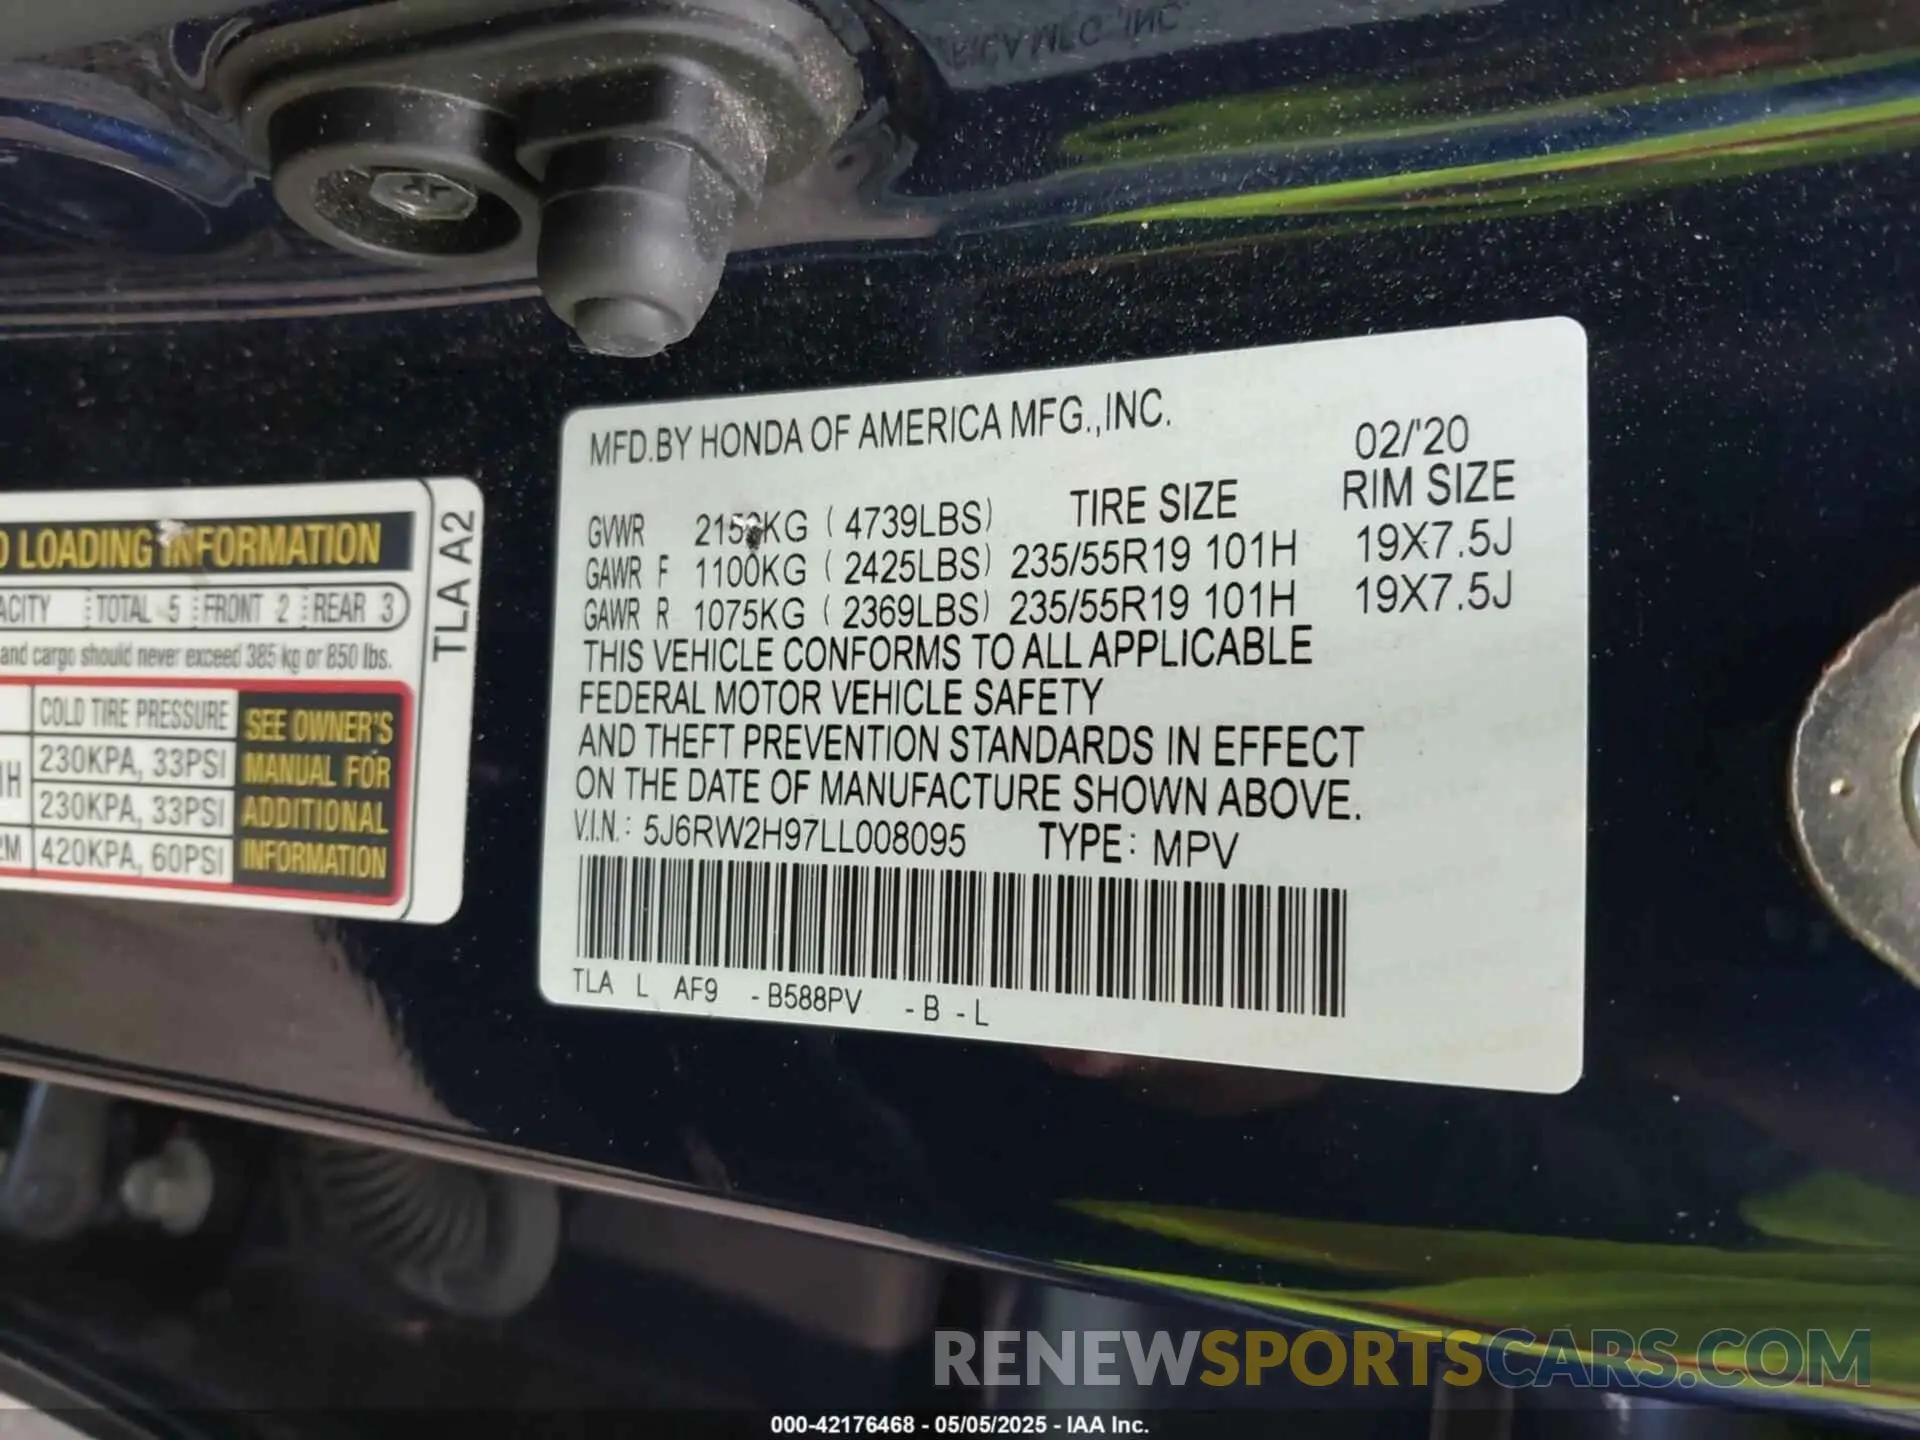 MFD.BY HONDA OF AMERICA MFG.,INC.
02/'20
GVWR KG ( 4739LBS) TIRE SIZE RIM SIZE
GAWR F 1100KG ( 2425LBS) 235/55R19 101H 19X7.5J
GAWR R 1075KG ( 2369LBS) 235/55R19 101H 19X7.5J
THIS VEHICLE CONFORMS TO ALL APPLICABLE
FEDERAL MOTOR VEHICLE SAFETY
AND THEFT PREVENTION STANDARDS IN EFFECT
ON THE DATE OF MANUFACTURE SHOWN ABOVE.
V.I.N.: 5J6RW2H97LL008095 TYPE: MPV
TLA L AF9 -B588PV -B -L
LOADING INFORMATION
TOTAL 5 FRONT 2 REAR 3
and cargo should never exceed 385 kg or 850 lbs.
COLD TIRE PRESSURE
230KPA, 33PSI
230KPA, 33PSI
420KPA, 60PSI
SEE OWNER'S
MANUAL FOR
ADDITIONAL
INFORMATION
TLA A2
RENEWSPORTSCARS.COM
000-42176468 - 05/05/2025 - IAA Inc.